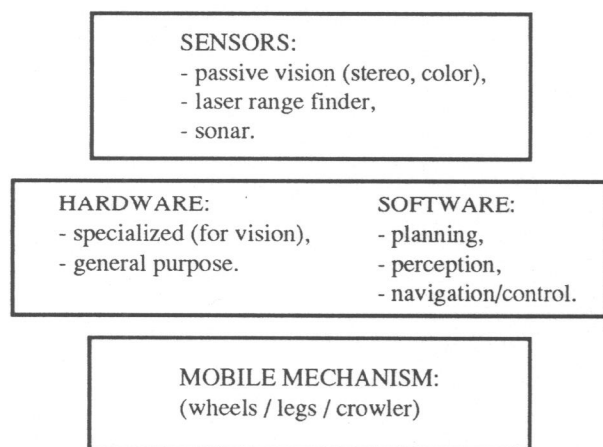 SENSORS:
- passive vision (stereo, color),
- laser range finder,
- sonar.
HARDWARE:
- specialized (for vision),
- general purpose.
SOFTWARE:
- planning,
- perception,
- navigation/control.
MOBILE MECHANISM:
(wheels / legs / crowler)